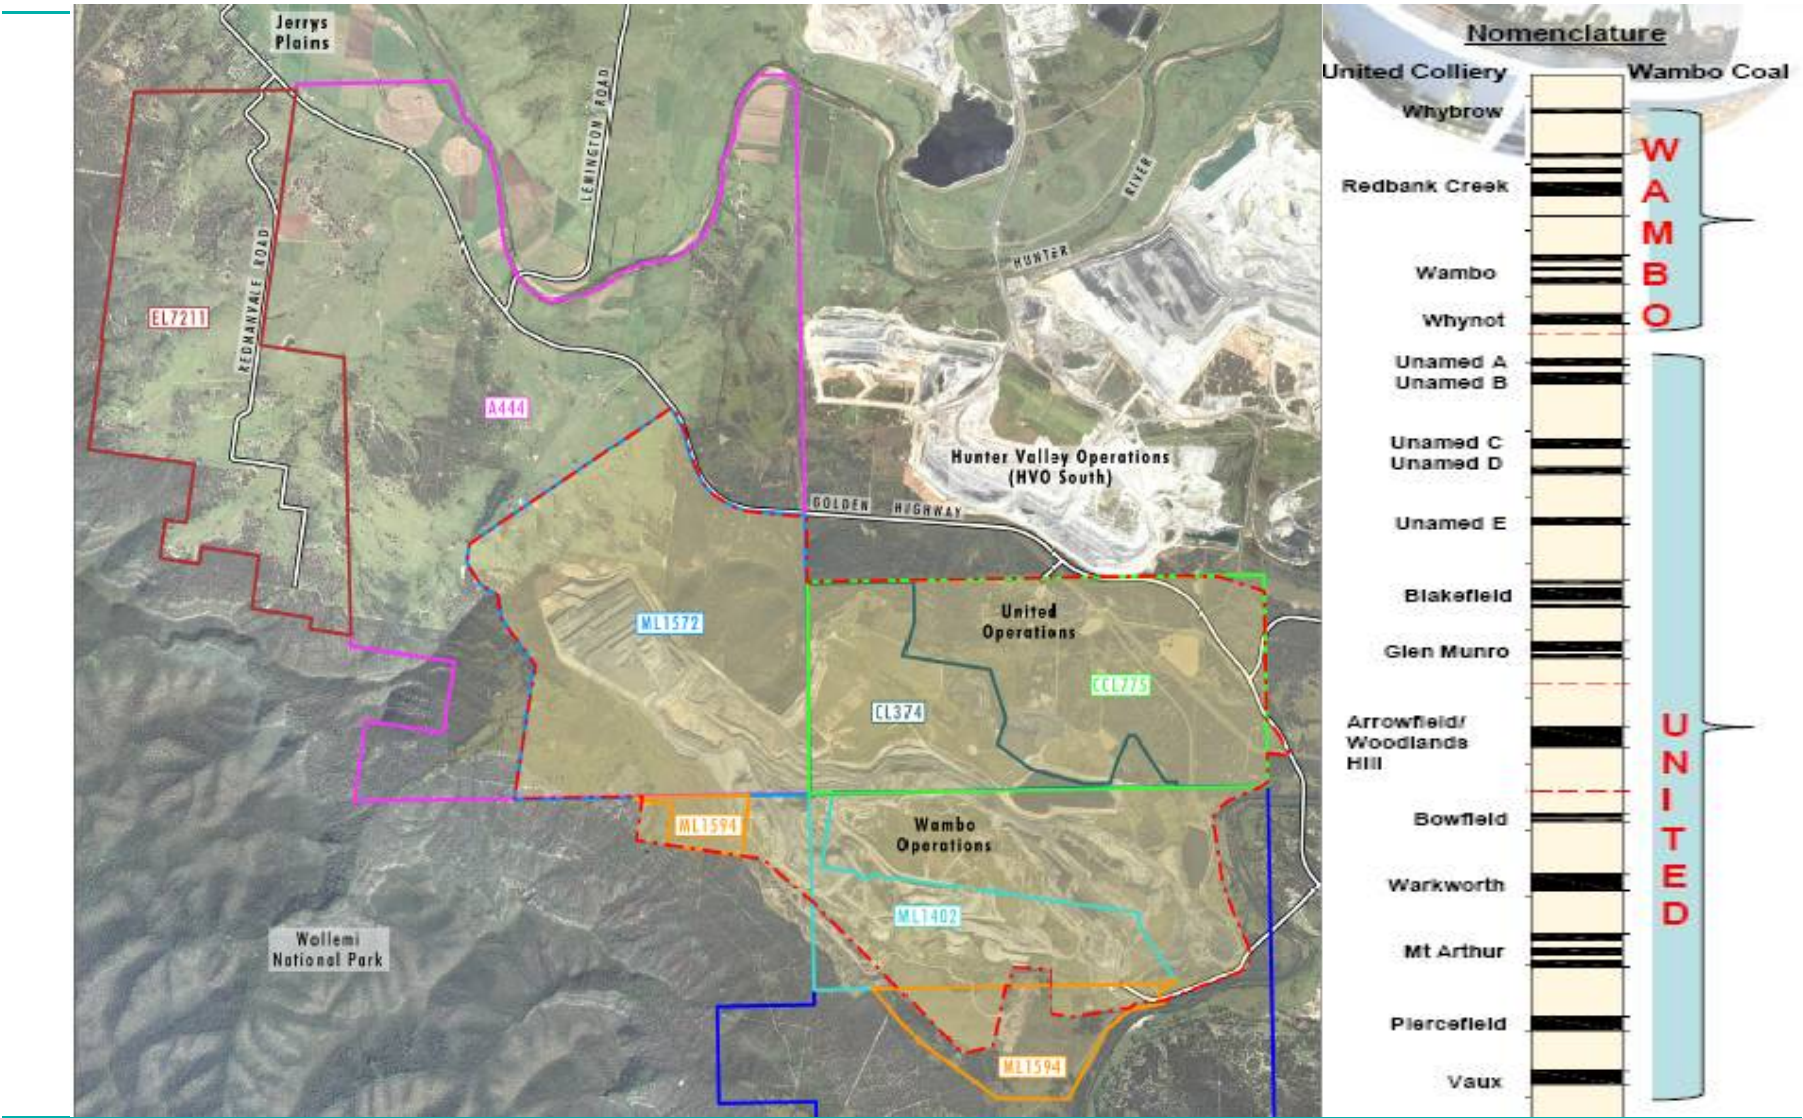 Jerrys
Plains
LEMINGTON ROAD
RIVER
HUNTER
REDMANVALE ROAD
EL7211
A444
Hunter Valley Operations
(HVO South)
GOLDEN HIGHWAY
ML1572
United
Operations
CCL775
CL374
ML1594
Wambo
Operations
ML1402
Wollemi
National Park
ML1594
Nomenclature
United Colliery
Wambo Coal
Whybrow
Redbank Creek
Wambo
Whynot
Unamed A
Unamed B
Unamed C
Unamed D
Unamed E
Blakefield
Glen Munro
Arrowfield/
Woodlands
Hill
Bowfield
Warkworth
Mt Arthur
Piercefield
Vaux
WAMBO
UNITED